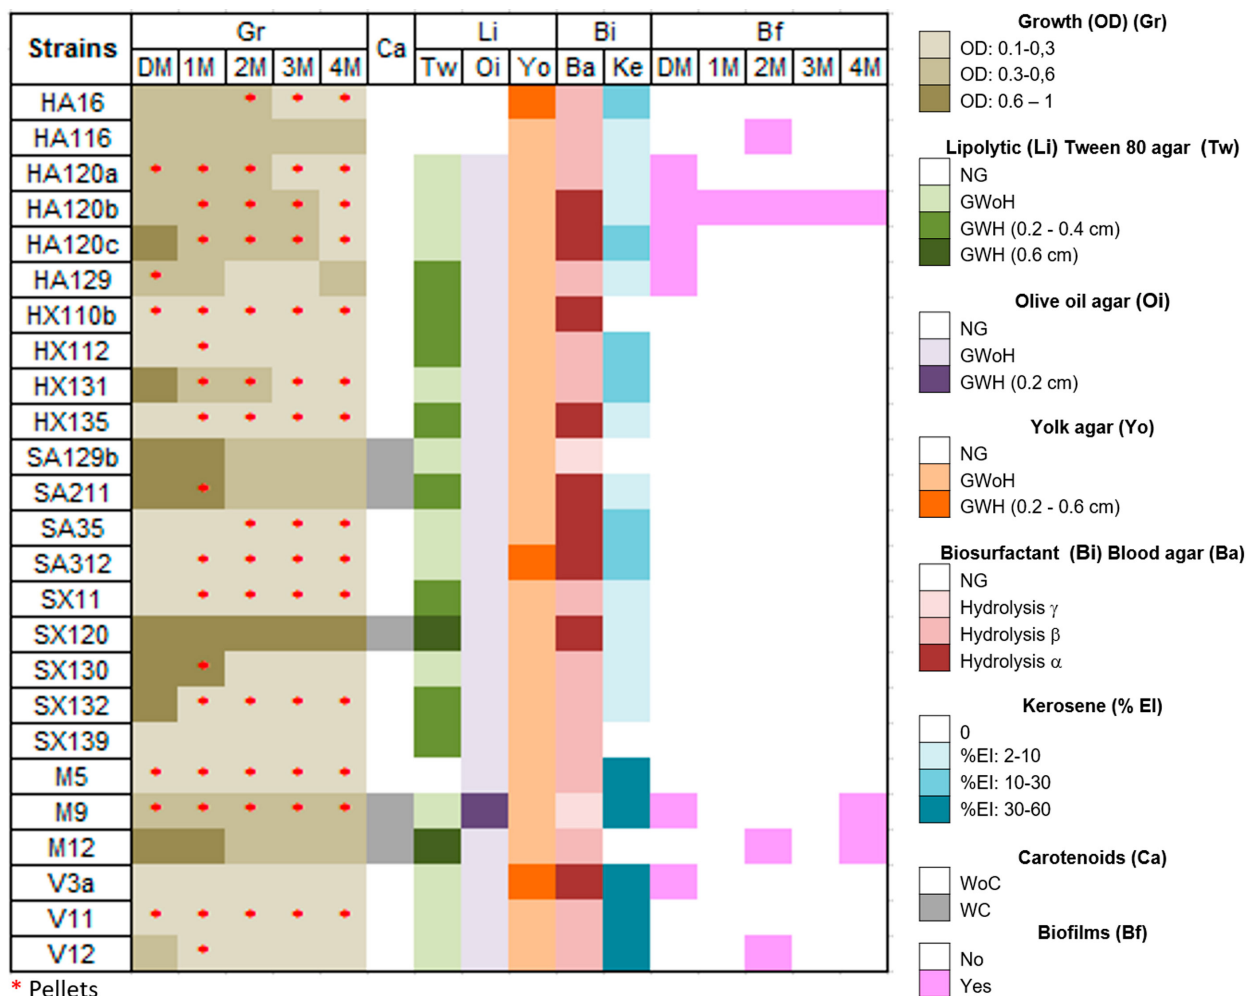 Strains Gr Ca Li Bi Bf
DM 1M 2M 3M 4M Tw Oi Yo Ba Ke DM 1M 2M 3M 4M
HA16 * * *
HA116
HA120a * * * * *
HA120b * * * *
HA120c * * * *
HA129 *
HX110b * * * * *
HX112 *
HX131 * * * *
HX135 * * * *
SA129b
SA211 *
SA35 * * *
SA312 * * * *
SX11 * * * *
SX120
SX130 *
SX132 * * * *
SX139
M5 * * * * *
M9 * * * * *
M12
V3a
V11 * * * * *
V12 *
* Pellets
Growth (OD) (Gr)
OD: 0.1-0,3
OD: 0.3-0,6
OD: 0.6 – 1
Lipolytic (Li) Tween 80 agar (Tw)
NG
GWoH
GWH (0.2 - 0.4 cm)
GWH (0.6 cm)
Olive oil agar (Oi)
NG
GWoH
GWH (0.2 cm)
Yolk agar (Yo)
NG
GWoH
GWH (0.2 - 0.6 cm)
Biosurfactant (Bi) Blood agar (Ba)
NG
Hydrolysis γ
Hydrolysis β
Hydrolysis α
Kerosene (% EI)
0
%EI: 2-10
%EI: 10-30
%EI: 30-60
Carotenoids (Ca)
WoC
WC
Biofilms (Bf)
No
Yes